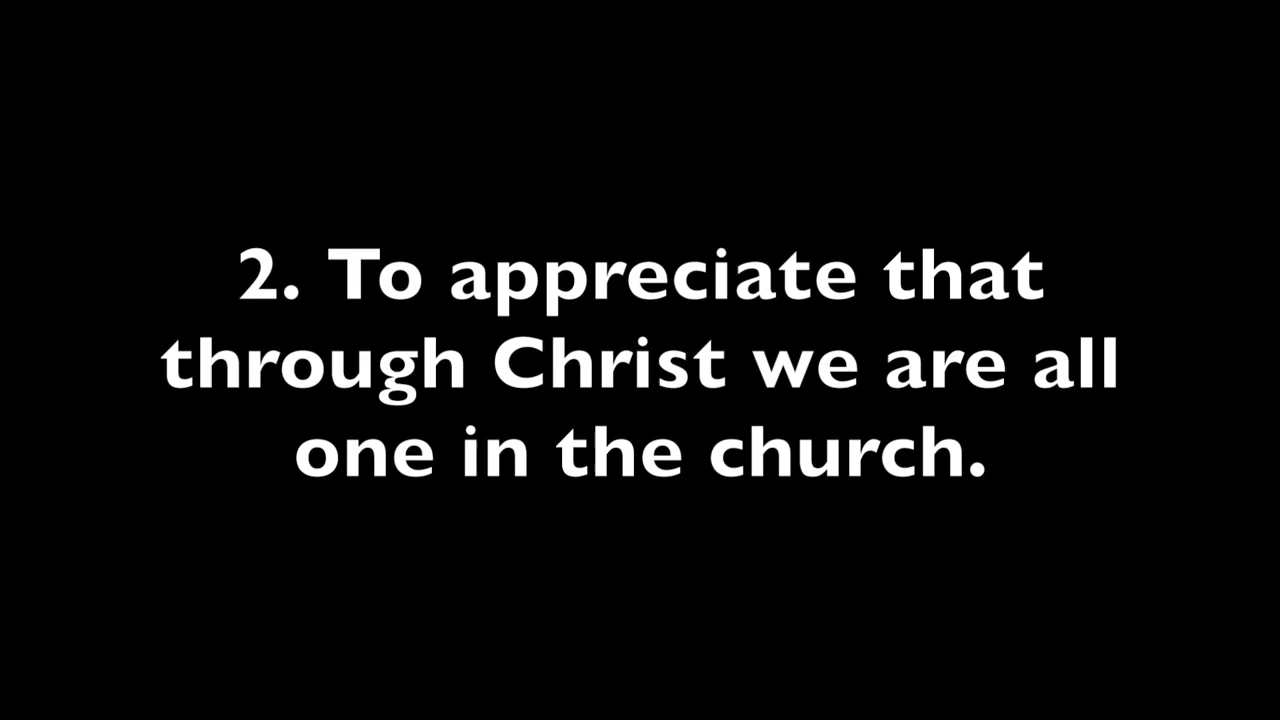 2. To appreciate that
through Christ we are all
one in the church.